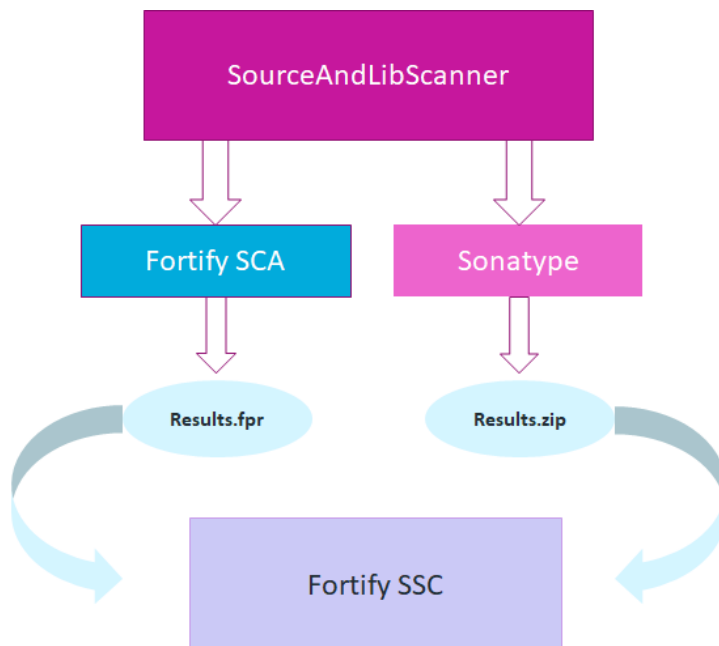 SourceAndLibScanner
Fortify SCA
Sonatype
Results.fpr
Results.zip
Fortify SSC